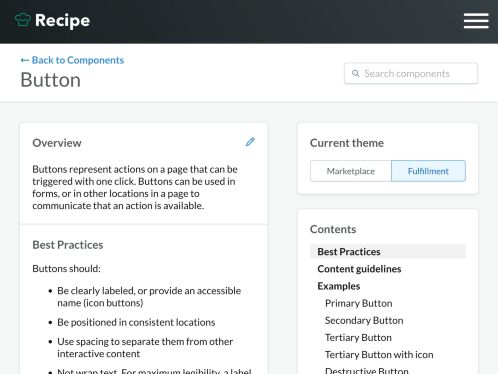 Recipe
← Back to Components
Button
Search components
Overview
Buttons represent actions on a page that can be
triggered with one click. Buttons can be used in
forms, or in other locations in a page to
communicate that an action is available.
Best Practices
Buttons should:
• Be clearly labeled, or provide an accessible
name (icon buttons)
• Be positioned in consistent locations
• Use spacing to separate them from other
interactive content
• Not wrap text. For maximum legibility, a label
Current theme
Marketplace
Fulfillment
Contents
Best Practices
Content guidelines
Examples
Primary Button
Secondary Button
Tertiary Button
Tertiary Button with icon
Destructive Button